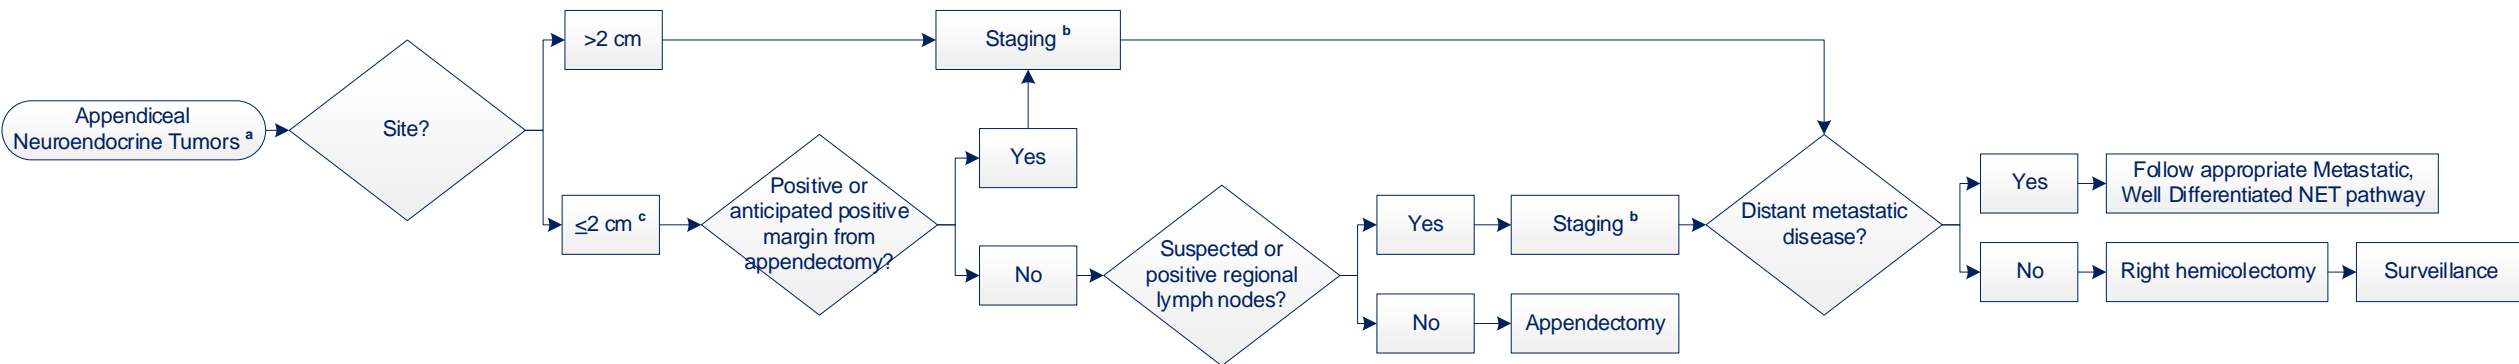 Appendiceal
Neuroendocrine Tumors a
Site?
>2 cm
≤2 cm c
Positive or
anticipated positive
margin from
appendectomy?
Yes
No
Staging b
Suspected or
positive regional
lymph nodes?
Yes
No
Staging b
Appendectomy
Distant metastatic
disease?
Yes
No
Follow appropriate Metastatic,
Well Differentiated NET pathway
Right hemicolectomy
Surveillance